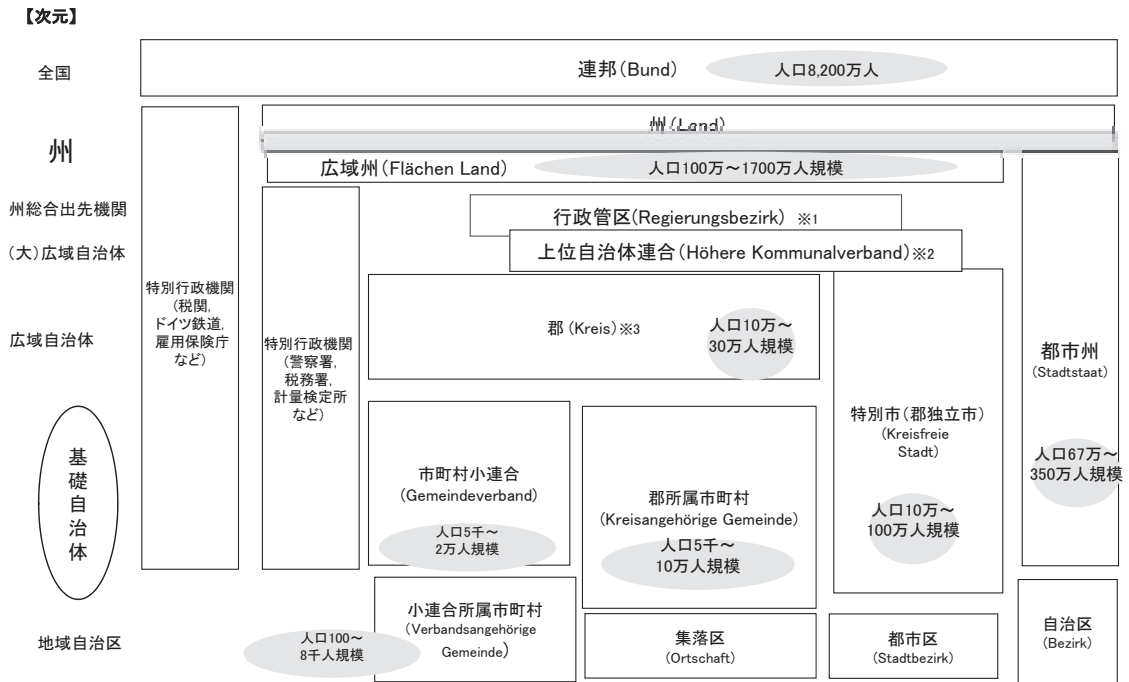 【次元】
全国
連邦（Bund）
人口8,200万人
州
州（Land）
広域州（Flächen Land）
人口100万～1700万人規模
州総合出先機関
行政管区(Regierungsbezirk) ※1
(大)広域自治体
上位自治体連合(Höhere Kommunalverband)※2
特別行政機関
(税関,
ドイツ鉄道,
雇用保険庁
など)
特別行政機関
(警察署,
税務署,
計量検定所
など)
広域自治体
郡（Kreis）※3
人口10万～
30万人規模
都市州
(Stadtstaat)
人口67万～
350万人規模
特別市（郡独立市）
(Kreisfreie
Stadt)
人口10万～
100万人規模
基
礎
自
治
体
市町村小連合
(Gemeindeverband)
人口5千～
2万人規模
郡所属市町村
(Kreisangehörige Gemeinde)
人口5千～
10万人規模
地域自治区
人口100～
8千人規模
小連合所属市町村
(Verbandsangehörige
Gemeinde)
集落区
(Ortschaft)
都市区
(Stadtbezirk)
自治区
(Bezirk)